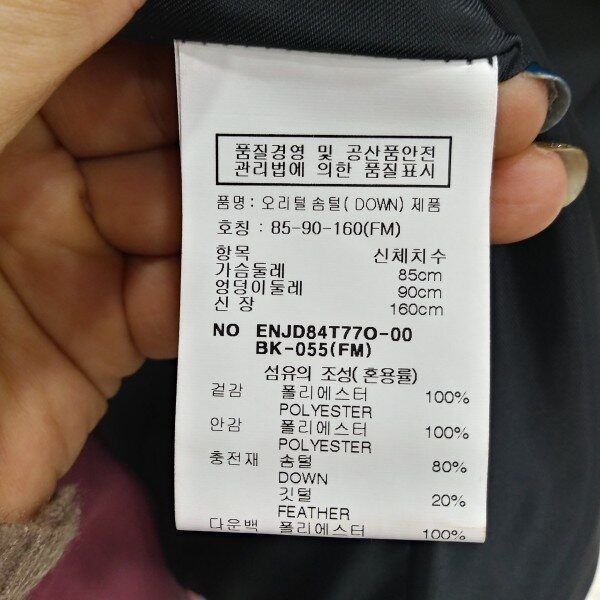 품질경영 및 공산품안전
관리법에 의한 품질표시
품명: 오리털 솜털( DOWN) 제품
호칭 : 85-90-160(FM)
항목 신체치수
가슴둘레 85cm
엉덩이둘레 90cm
신 장 160cm
NO ENJD84T77O-00
BK-055(FM)
섬유의 조성( 혼용률)
겉감 폴리에스터 100%
POLYESTER
안감 폴리에스터 100%
POLYESTER
충전재 솜털 80%
DOWN
깃털 20%
FEATHER
다운백 폴리에스터 100%